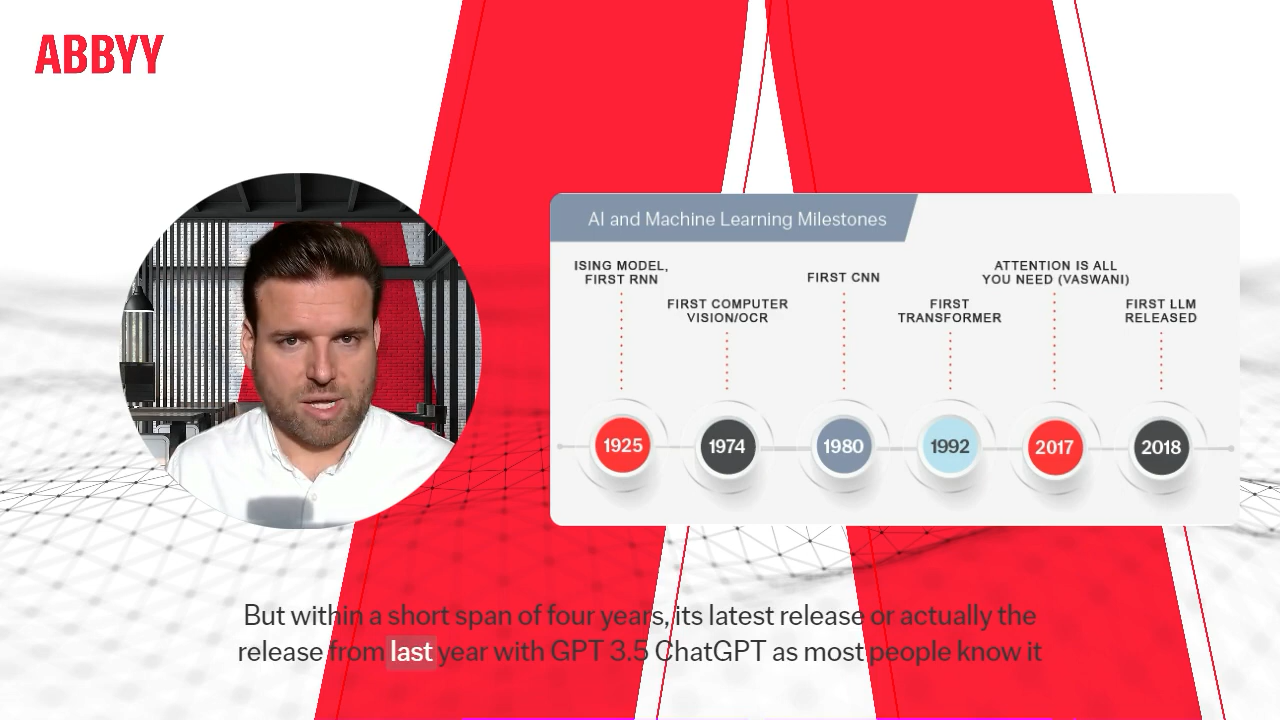 ABBYY
AI and Machine Learning Milestones
ISING MODEL,
FIRST RNN
FIRST COMPUTER
VISION/OCR
FIRST CNN
FIRST
TRANSFORMER
ATTENTION IS ALL
YOU NEED (VASWANI)
FIRST LLM
RELEASED
1925
1974
1980
1992
2017
2018
But within a short span of four years, its latest release or actually the
release from last year with GPT 3.5 ChatGPT as most people know it